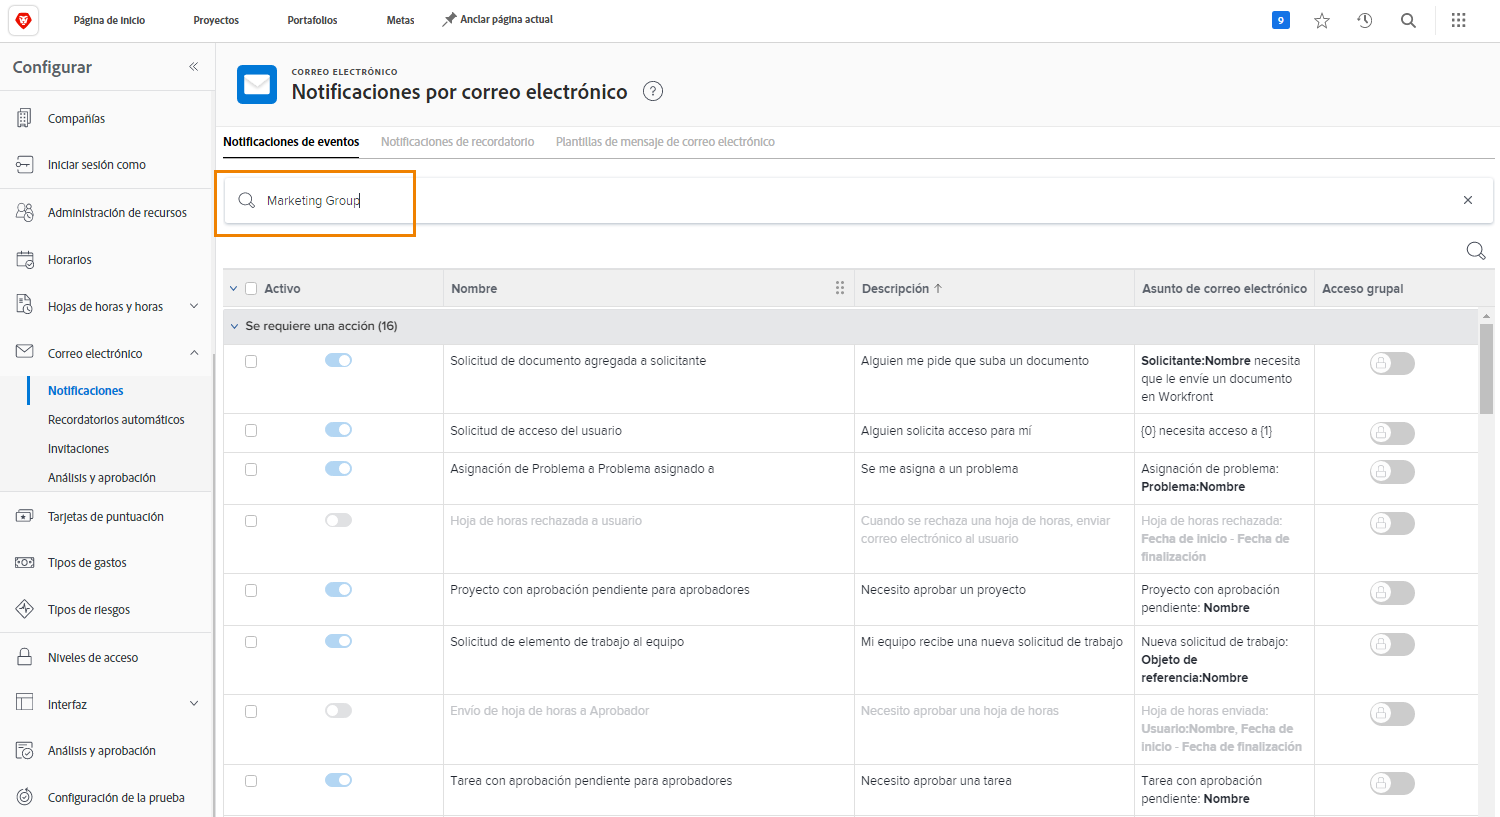 Página de inicio
Proyectos
Portafolios
Metas
Anclar página actual
9
Configurar
Compañías
Iniciar sesión como
Administración de recursos
Horarios
Hojas de horas y horas
Correo electrónico
Notificaciones
Recordatorios automáticos
Invitaciones
Análisis y aprobación
Tarjetas de puntuación
Tipos de gastos
Tipos de riesgos
Niveles de acceso
Interfaz
Análisis y aprobación
Configuración de la prueba
CORREO ELECTRÓNICO
Notificaciones por correo electrónico
?
Notificaciones de eventos
Notificaciones de recordatorio
Plantillas de mensaje de correo electrónico
Marketing Group
Activo
Nombre
Descripción
Asunto de correo electrónico
Acceso grupal
Se requiere una acción (16)
Solicitud de documento agregada a solicitante
Alguien me pide que suba un documento
Solicitante:Nombre necesita
que le envíe un documento
en Workfront
Solicitud de acceso del usuario
Alguien solicita acceso para mí
{0} necesita acceso a {1}
Asignación de Problema a Problema asignado a
Se me asigna a un problema
Asignación de problema:
Problema:Nombre
Hoja de horas rechazada a usuario
Cuando se rechaza una hoja de horas, enviar
correo electrónico al usuario
Hoja de horas rechazada:
Fecha de inicio - Fecha de
finalización
Proyecto con aprobación pendiente para aprobadores
Necesito aprobar un proyecto
Proyecto con aprobación
pendiente: Nombre
Solicitud de elemento de trabajo al equipo
Mi equipo recibe una nueva solicitud de trabajo
Nueva solicitud de trabajo:
Objeto de
referencia:Nombre
Envío de hoja de horas a Aprobador
Necesito aprobar una hoja de horas
Hoja de horas enviada:
Usuario:Nombre, Fecha de
inicio - Fecha de finalización
Tarea con aprobación pendiente para aprobadores
Necesito aprobar una tarea
Tarea con aprobación
pendiente: Nombre